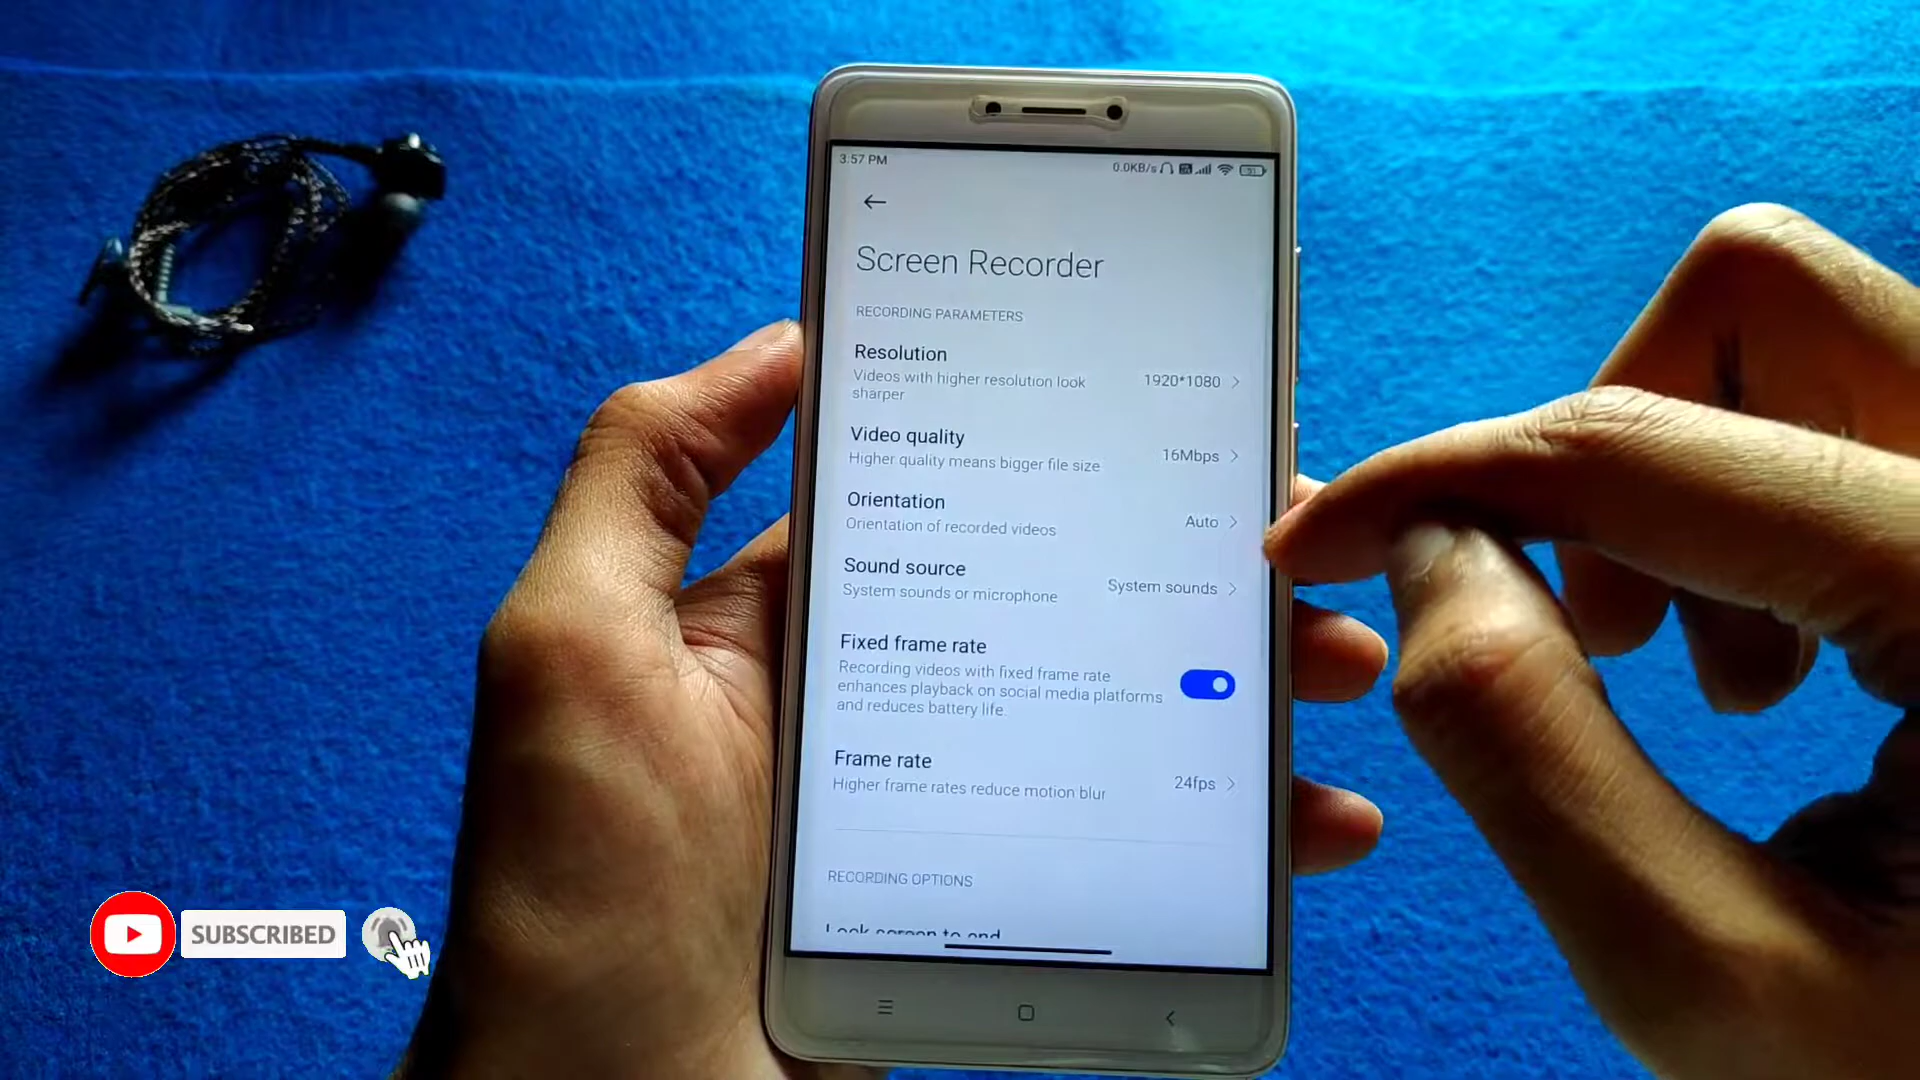 3:57 PM
0.0KB/s
Screen Recorder
RECORDING PARAMETERS
Resolution
Videos with higher resolution look
sharper
1920*1080
Video quality
Higher quality means bigger file size
16Mbps
Orientation
Orientation of recorded videos
Auto
Sound source
System sounds or microphone
System sounds
Fixed frame rate
Recording videos with fixed frame rate
enhances playback on social media platforms
and reduces battery life.
Frame rate
Higher frame rates reduce motion blur
24fps
RECORDING OPTIONS
Lock screen to end
SUBSCRIBED